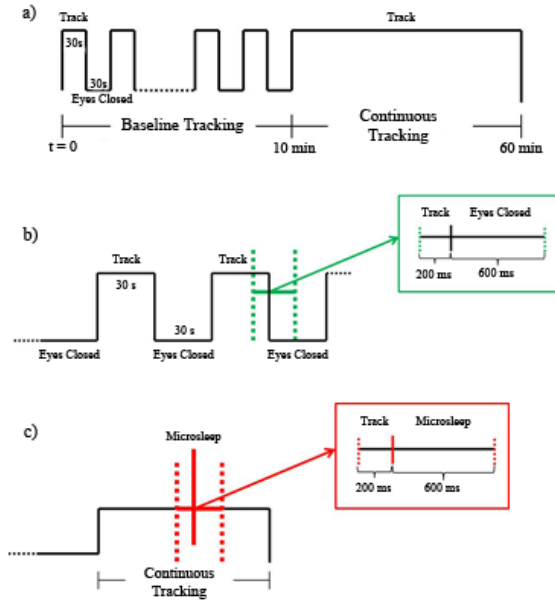 a)
Track
Track
30s
30s
Eyes Closed
Baseline Tracking
Continuous
Tracking
t = 0
10 min
60 min
b)
Track
Track
30 s
30 s
Eyes Closed
Eyes Closed
Eyes Closed
Track
Eyes Closed
200 ms
600 ms
c)
Microsleep
Continuous
Tracking
Track
Microsleep
200 ms
600 ms